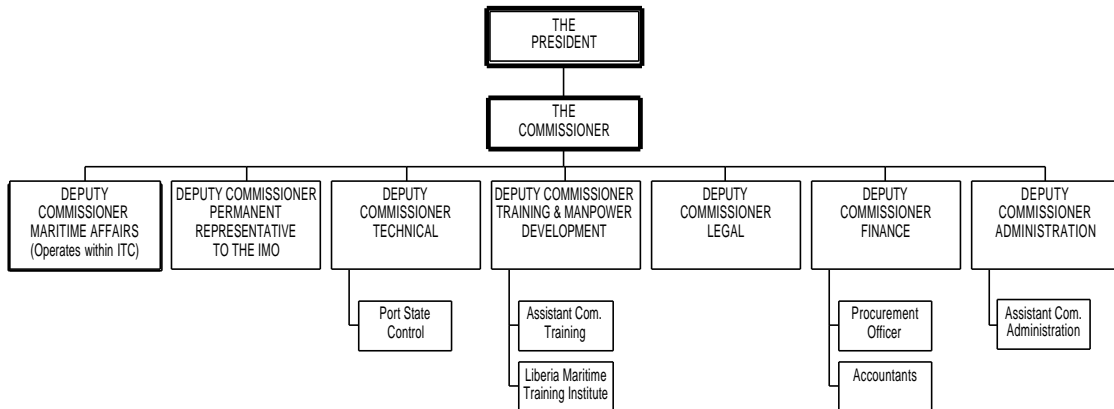 THE
PRESIDENT
THE
COMMISSIONER
DEPUTY
COMMISSIONER
MARITIME AFFAIRS
(Operates within ITC)
DEPUTY COMMISSIONER
PERMANENT
REPRESENTATIVE
TO THE IMO
DEPUTY
COMMISSIONER
TECHNICAL
DEPUTY COMMISSIONER
TRAINING & MANPOWER
DEVELOPMENT
DEPUTY
COMMISSIONER
LEGAL
DEPUTY
COMMISSIONER
FINANCE
DEPUTY
COMMISSIONER
ADMINISTRATION
Port State
Control
Assistant Com.
Training
Liberia Maritime
Training Institute
Procurement
Officer
Accountants
Assistant Com.
Administration